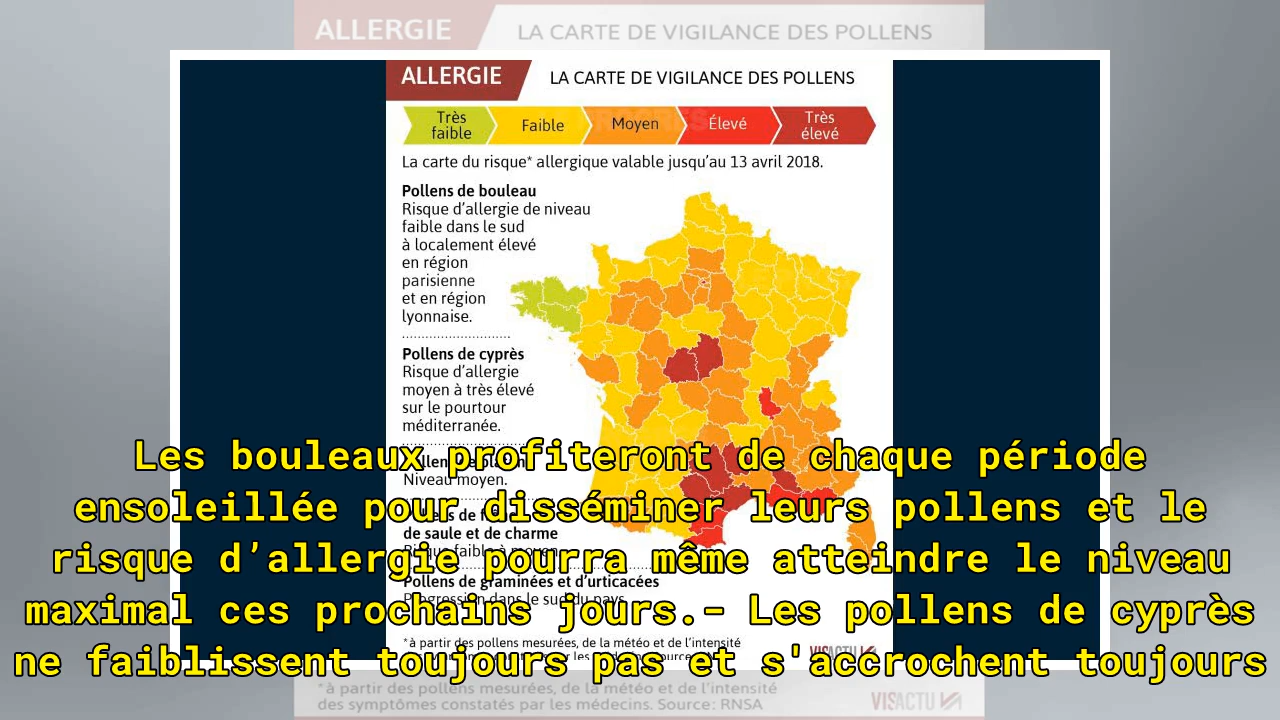 ALLERGIE LA CARTE DE VIGILANCE DES POLLENS
ALLERGIE LA CARTE DE VIGILANCE DES POLLENS
Très faible Faible Moyen Élevé Très élevé
La carte du risque* allergique valable jusqu'au 13 avril 2018.
Pollens de bouleau
Risque d'allergie de niveau
faible dans le sud
à localement élevé
en région
parisienne
et en région
lyonnaise.
Pollens de cyprès
Risque d'allergie
moyen à très élevé
sur le pourtour
méditerranée.
Les bouleaux profiteront de chaque période
Niveau moyen.
ensoleillée pour disséminer leurs pollens et le
de saule et de charme
risque d’allergie pourra même atteindre le niveau
Pollens de graminées et d'urticacées
Progression dans le sud du pays.
maximal ces prochains jours.- Les pollens de cyprès
*à partir des pollens mesurées, de la météo et de l'intensité
ne faiblissent toujours pas et s'accrochent toujours
*à partir des pollens mesurées, de la météo et de l'intensité
des symptômes constatés par les médecins. Source: RNSA
VISACTU